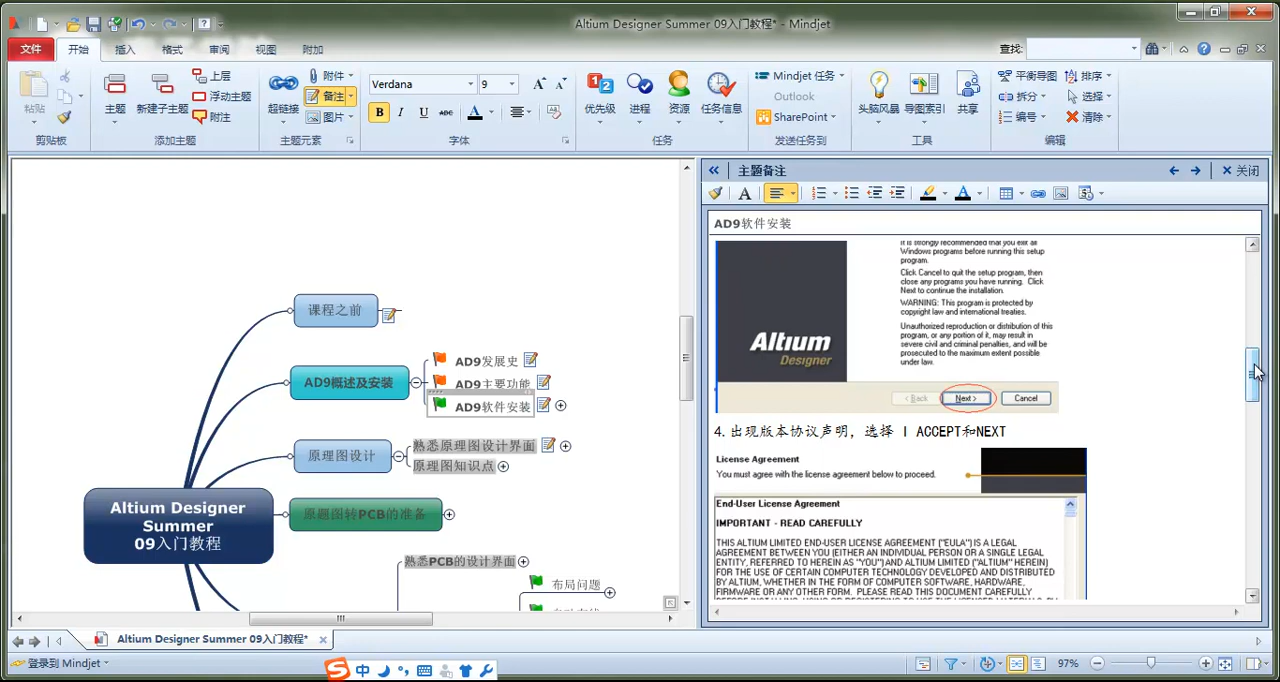 Altium Designer Summer 09入门教程* - Mindjet
文件 开始 插入 格式 审阅 视图 附加 查找:
粘贴
剪贴板
主题 新建子主题 上层 浮动主题 附注
添加主题
超链接 附件 备注 图片
主题元素
Verdana 9
B I U abc A
字体
优先级 进程 资源 任务信息
任务
Mindjet 任务
Outlook
SharePoint
发送任务到
头脑风暴 导图索引 共享
工具
平衡导图 排序
拆分 选择
编号 清除
编辑
课程之前
AD9概述及安装
AD9发展史
AD9主要功能
AD9软件安装
原理图设计
熟悉原理图设计界面
原理图知识点
Altium Designer
Summer
09入门教程
原题图转PCB的准备
熟悉PCB的设计界面
布局问题
主题备注 关闭
AD9软件安装
It is strongly recommended that you exit all
Windows programs before running this setup
program.
Click Cancel to quit the setup program, then
close any programs you have running. Click
Next to continue the installation.
WARNING: This program is protected by
copyright law and international treaties.
Unauthorized reproduction or distribution of this
program, or any portion of it, may result in
severe civil and criminal penalties, and will be
prosecuted to the maximum extent possible
under law.
Altium
Designer
< Back Next > Cancel
4.出现版本协议声明，选择 I ACCEPT和NEXT
License Agreement
You must agree with the license agreement below to proceed.
End-User License Agreement
IMPORTANT - READ CAREFULLY
THIS ALTIUM LIMITED END-USER LICENSE AGREEMENT ("EULA") IS A LEGAL
AGREEMENT BETWEEN YOU (EITHER AN INDIVIDUAL PERSON OR A SINGLE LEGAL
ENTITY, REFERRED TO HEREIN AS "YOU") AND ALTIUM LIMITED ("ALTIUM" HEREIN)
FOR THE USE OF CERTAIN COMPUTER TECHNOLOGY DEVELOPED AND DISTRIBUTED
BY ALTIUM, WHETHER IN THE FORM OF COMPUTER SOFTWARE, HARDWARE,
FIRMWARE OR ANY OTHER FORM. PLEASE READ THIS DOCUMENT CAREFULLY
Altium Designer Summer 09入门教程*
登录到 Mindjet
中
97%